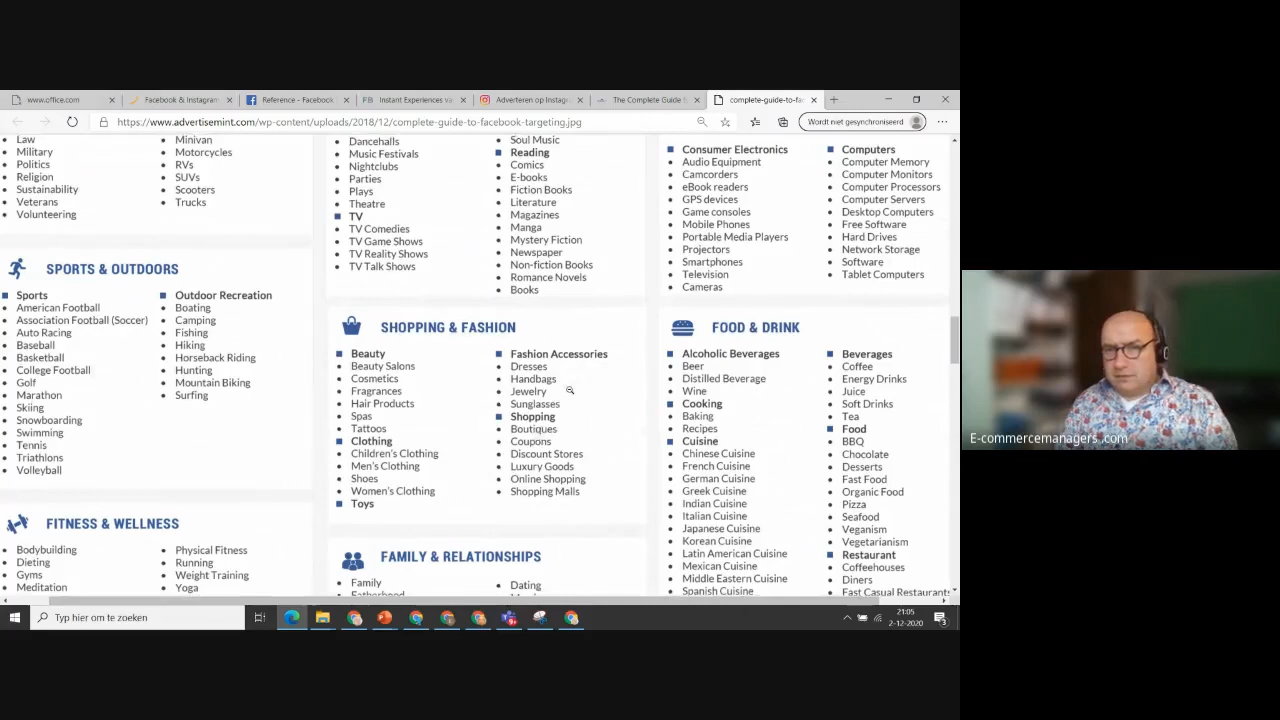 www.office.com
Facebook & Instagram
Reference - Facebook
Instant Experiences va
Adverteren op Instag
The Complete Guide
complete-guide-to-fa
https://www.advertisemint.com/wp-content/uploads/2018/12/complete-guide-to-facebook-targeting.jpg
Wordt niet gesynchroniseerd
Law
Military
Politics
Religion
Sustainability
Veterans
Volunteering
Minivan
Motorcycles
RVs
SUVs
Scooters
Trucks
SPORTS & OUTDOORS
Sports
American Football
Association Football (Soccer)
Auto Racing
Baseball
Basketball
College Football
Golf
Marathon
Skiing
Snowboarding
Swimming
Tennis
Triathlons
Volleyball
Outdoor Recreation
Boating
Camping
Fishing
Hiking
Horseback Riding
Hunting
Mountain Biking
Surfing
FITNESS & WELLNESS
Bodybuilding
Dieting
Gyms
Meditation
Physical Fitness
Running
Weight Training
Yoga
Dancehalls
Music Festivals
Nightclubs
Parties
Plays
Theatre
TV
TV Comedies
TV Game Shows
TV Reality Shows
TV Talk Shows
Soul Music
Reading
Comics
E-books
Fiction Books
Literature
Magazines
Manga
Mystery Fiction
Newspaper
Non-fiction Books
Romance Novels
Books
SHOPPING & FASHION
Beauty
Beauty Salons
Cosmetics
Fragrances
Hair Products
Spas
Tattoos
Clothing
Children's Clothing
Men's Clothing
Shoes
Women's Clothing
Toys
Fashion Accessories
Dresses
Handbags
Jewelry
Sunglasses
Shopping
Boutiques
Coupons
Discount Stores
Luxury Goods
Online Shopping
Shopping Malls
FAMILY & RELATIONSHIPS
Family
Fatherhood
Dating
Consumer Electronics
Audio Equipment
Camcorders
eBook readers
GPS devices
Game consoles
Mobile Phones
Portable Media Players
Projectors
Smartphones
Television
Cameras
Computers
Computer Memory
Computer Monitors
Computer Processors
Computer Servers
Desktop Computers
Free Software
Hard Drives
Network Storage
Software
Tablet Computers
FOOD & DRINK
Alcoholic Beverages
Beer
Distilled Beverage
Wine
Cooking
Baking
Recipes
Cuisine
Chinese Cuisine
French Cuisine
German Cuisine
Greek Cuisine
Indian Cuisine
Italian Cuisine
Japanese Cuisine
Korean Cuisine
Latin American Cuisine
Mexican Cuisine
Middle Eastern Cuisine
Spanish Cuisine
Beverages
Coffee
Energy Drinks
Juice
Soft Drinks
Tea
Food
BBQ
Chocolate
Desserts
Fast Food
Organic Food
Pizza
Seafood
Veganism
Vegetarianism
Restaurant
Coffeehouses
Diners
Fast Casual Restaurants
E-commercemanagers .com
Typ hier om te zoeken
21:05
2-12-2020